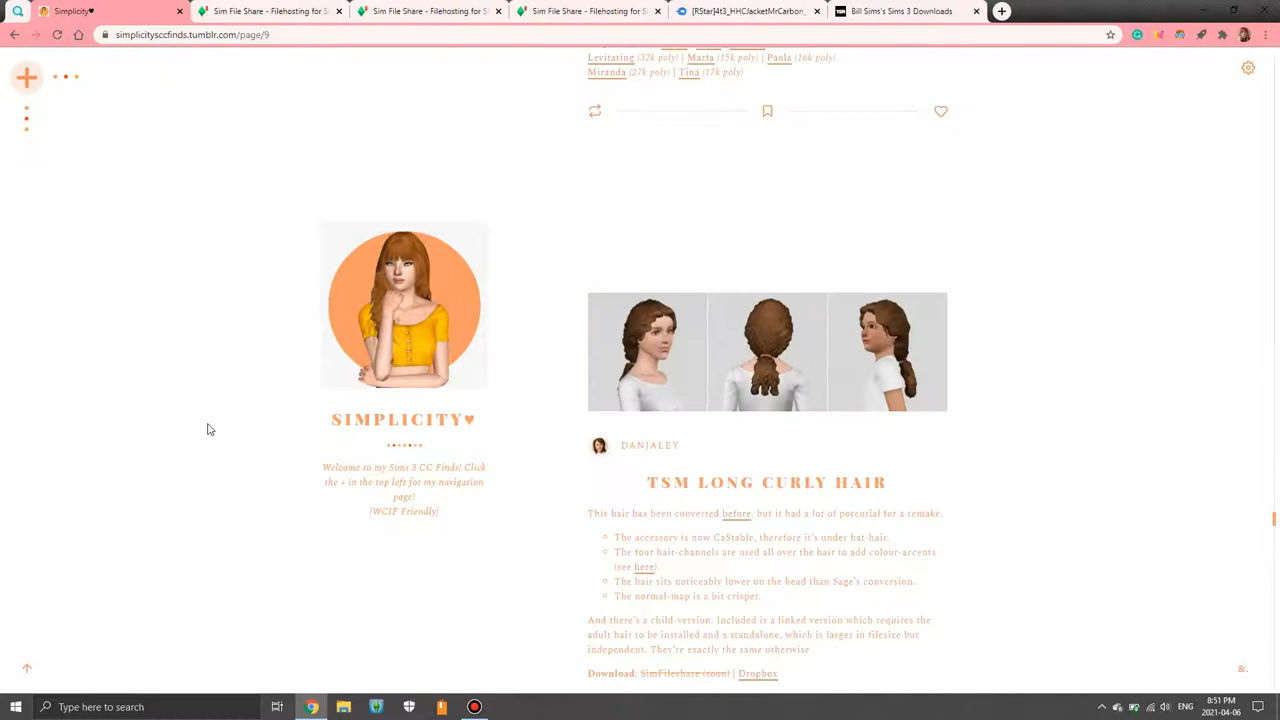 Simplicity♥
Sim File Share - Filehosting for S
Sim File Share - Filehosting for S
Sim File Share - Filehosting for S
[RStar]4t3_HHCJacketMrCarbon_
Bill Sims's Sims 3 Downloads
simplicitysccfinds.tumblr.com/page/9
Levitating (32k poly) | Marta (15k poly) | Paola (16k poly)
Miranda (27k poly) | Tina (17k poly)
SIMPLICITY♥
Welcome to my Sims 3 CC Finds! Click
the + in the top left for my navigation
page!
[WCIF Friendly]
DANJALEY
TSM LONG CURLY HAIR
This hair has been converted before, but it had a lot of potential for a remake.
The accessory is now CaStable, therefore it's under hat-hair.
The four hair-channels are used all over the hair to add colour-accents
(see here).
The hair sits noticeably lower on the head than Sage's conversion.
The normal-map is a bit crisper.
And there's a child-version. Included is a linked version which requires the
adult hair to be installed and a standalone, which is larger in filesize but
independent. They're exactly the same otherwise
Download: SimFileshare (soon) | Dropbox
&.
Type here to search
ENG
8:51 PM
2021-04-06